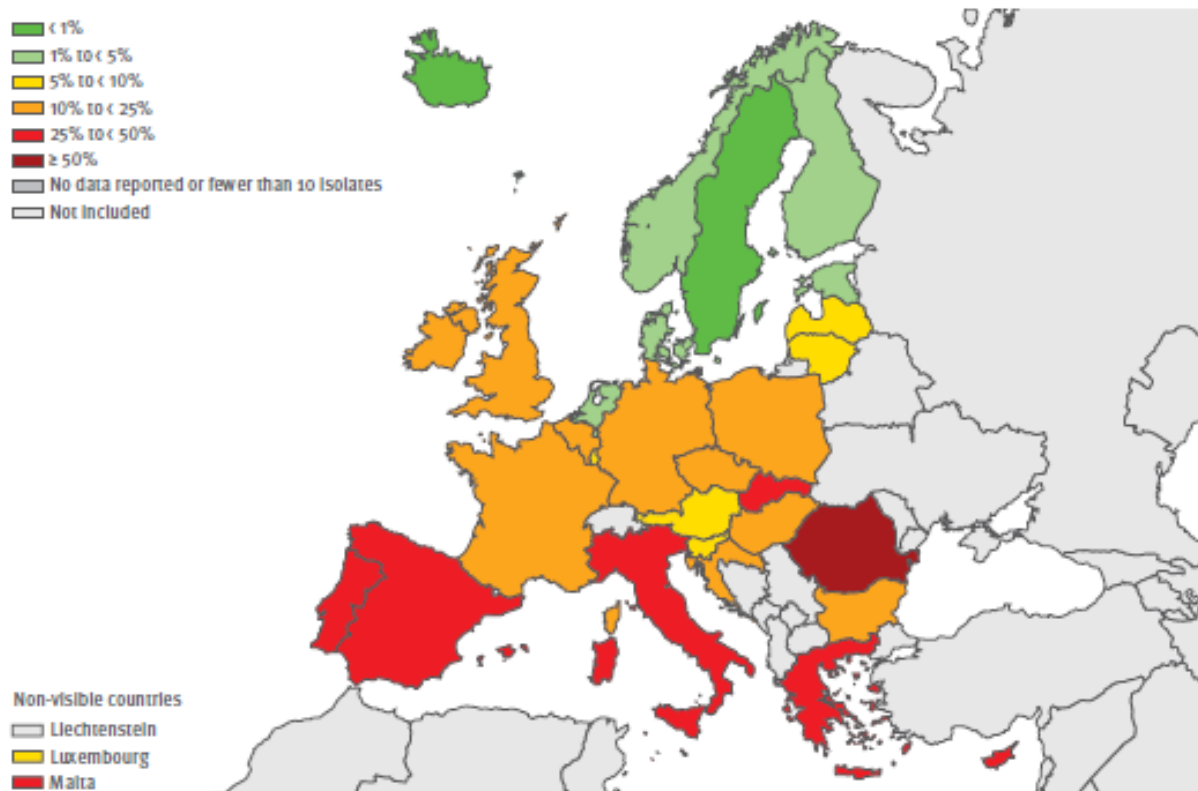 < 1%
1% to < 5%
5% to < 10%
10% to < 25%
25% to < 50%
≥ 50%
No data reported or fewer than 10 isolates
Not included
Non-visible countries
Liechtenstein
Luxembourg
Malta